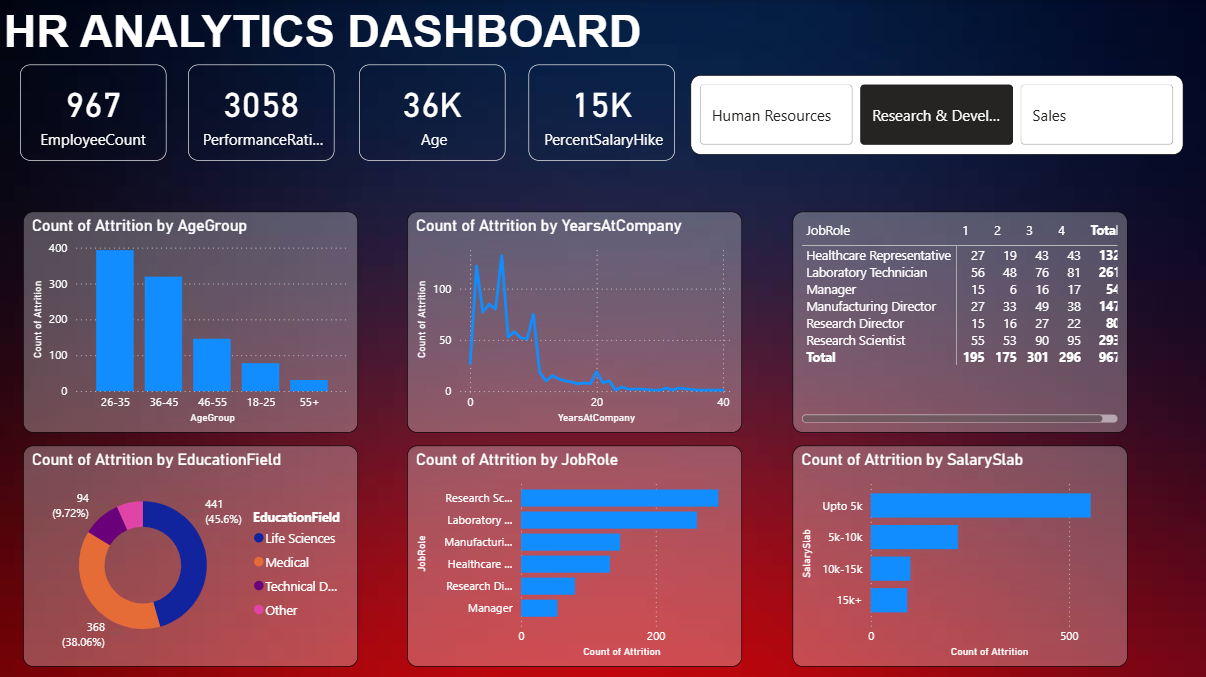 HR ANALYTICS DASHBOARD
967
EmployeeCount
3058
PerformanceRati...
36K
Age
15K
PercentSalaryHike
Human Resources
Research & Devel...
Sales
Count of Attrition by AgeGroup
Count of Attrition
400
300
200
100
0
26-35 36-45 46-55 18-25 55+
AgeGroup
Count of Attrition by YearsAtCompany
Count of Attrition
100
50
0
0 20 40
YearsAtCompany
JobRole 1 2 3 4 Total
Healthcare Representative 27 19 43 43 132
Laboratory Technician 56 48 76 81 261
Manager 15 6 16 17 54
Manufacturing Director 27 33 49 38 147
Research Director 15 16 27 22 80
Research Scientist 55 53 90 95 293
Total 195 175 301 296 967
Count of Attrition by EducationField
94
(9.72%)
441
(45.6%)
368
(38.06%)
EducationField
Life Sciences
Medical
Technical D...
Other
Count of Attrition by JobRole
JobRole
Research Sc...
Laboratory ...
Manufacturi...
Healthcare ...
Research Di...
Manager
0 200
Count of Attrition
Count of Attrition by SalarySlab
SalarySlab
Upto 5k
5k-10k
10k-15k
15k+
0 500
Count of Attrition